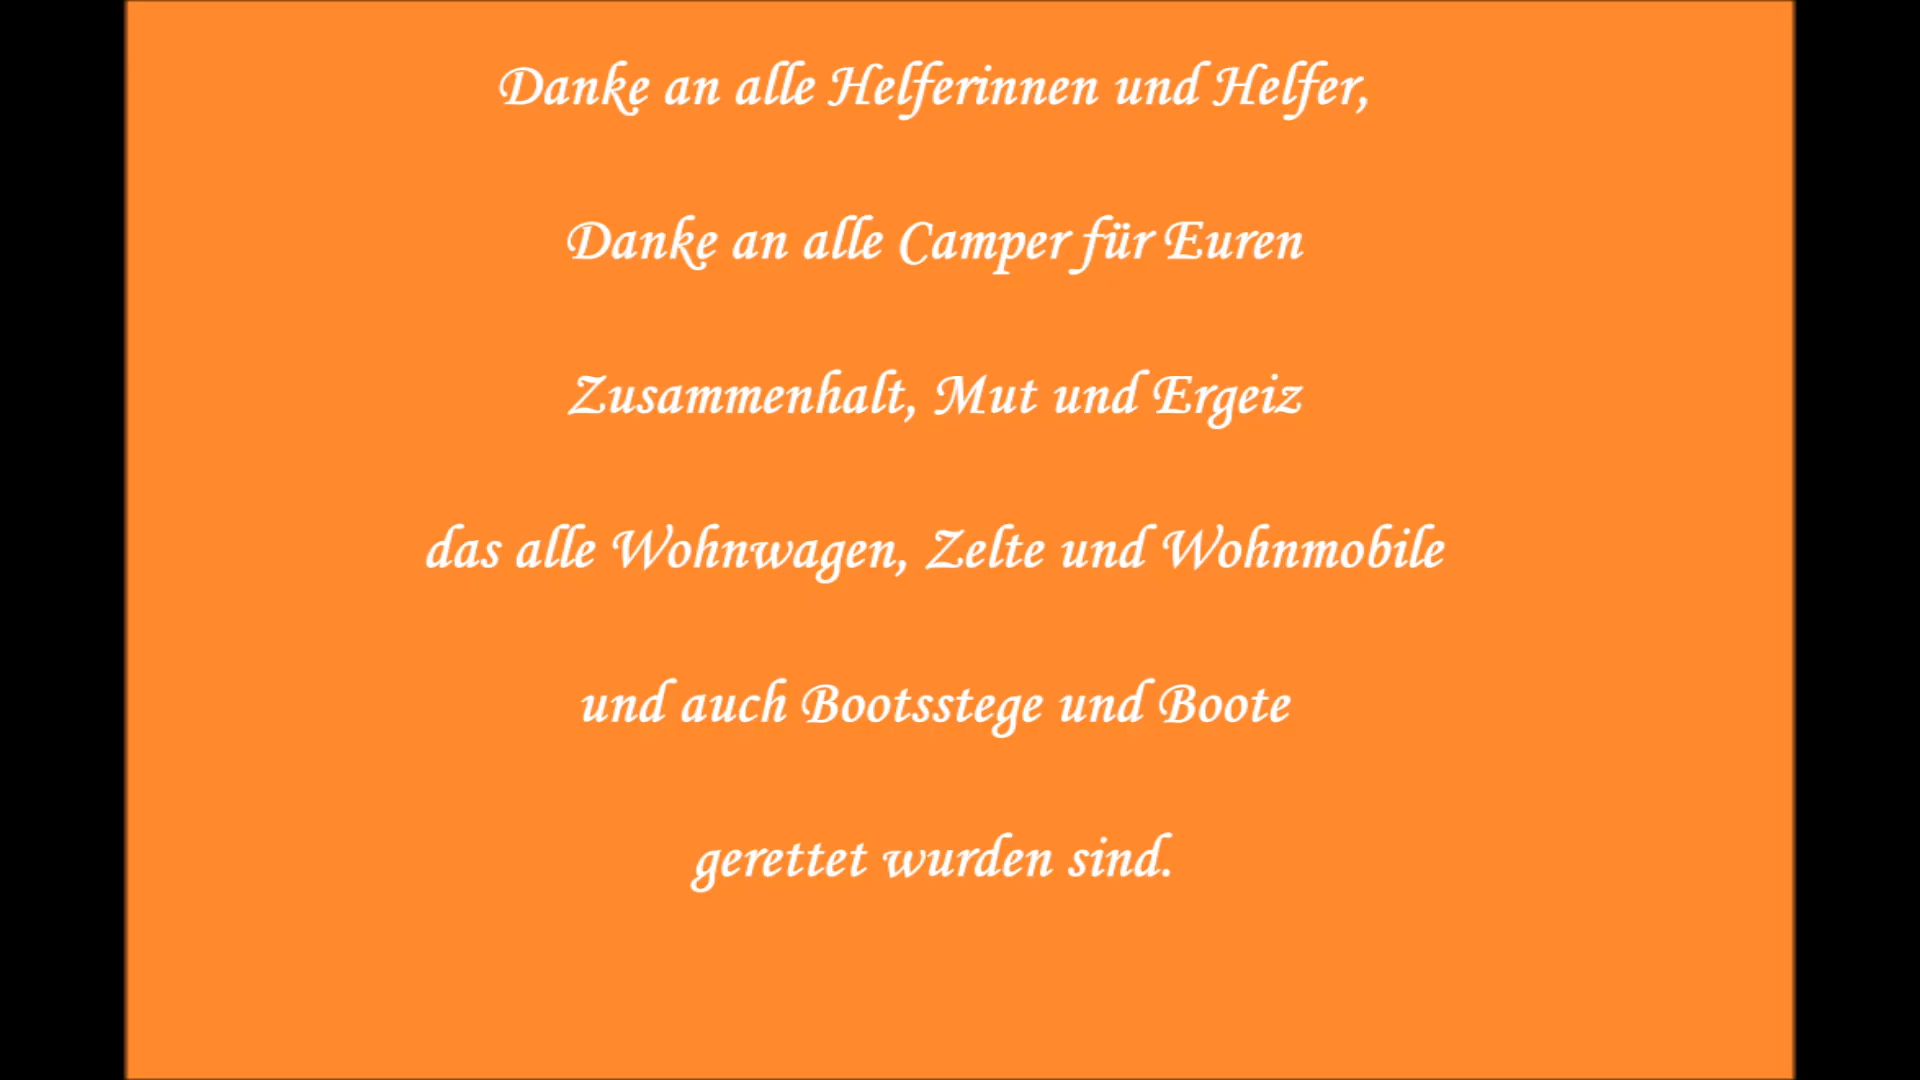 Danke an alle Helferinnen und Helfer,
Danke an alle Camper für Euren
Zusammenhalt, Mut und Ergeiz
das alle Wohnwagen, Zelte und Wohnmobile
und auch Bootsstege und Boote
gerettet wurden sind.